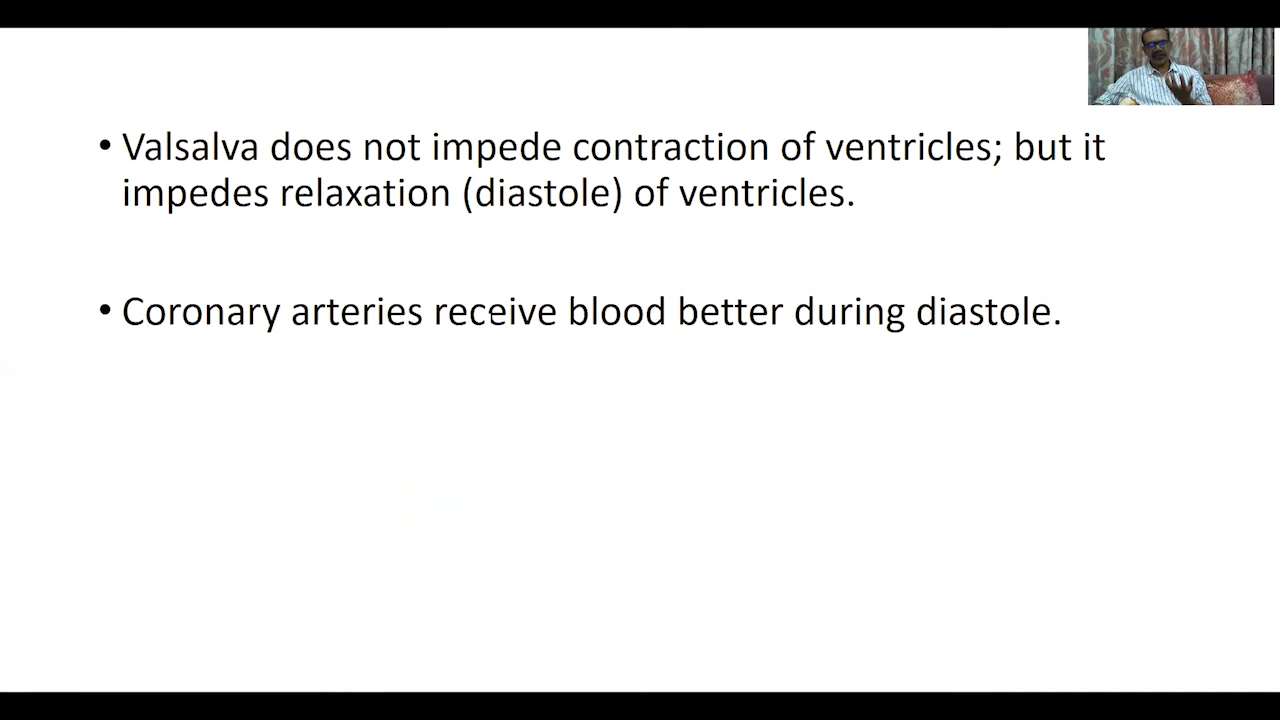 • Valsalva does not impede contraction of ventricles; but it
impedes relaxation (diastole) of ventricles.
• Coronary arteries receive blood better during diastole.